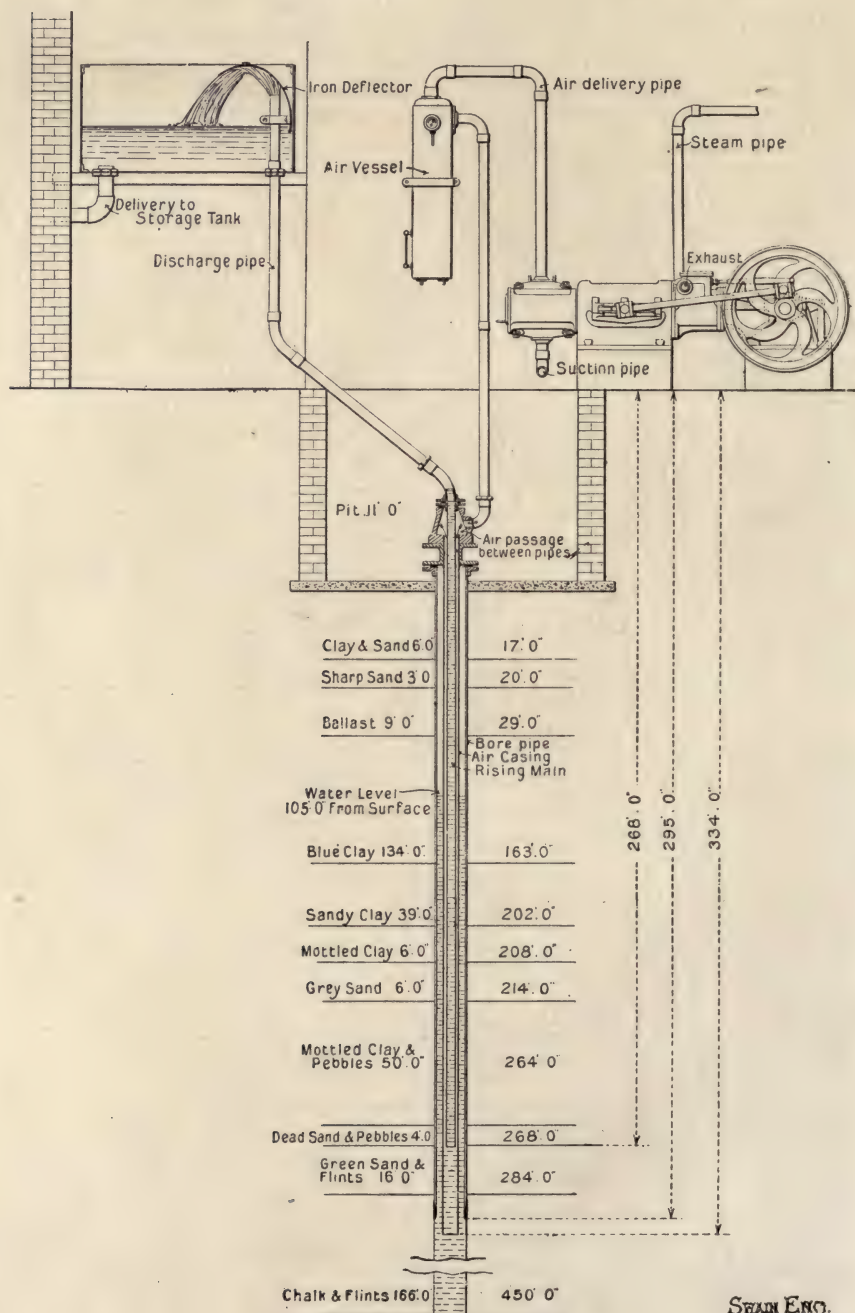 Iron Deflector
Air delivery pipe
Steam pipe
Air Vessel
Delivery to
Storage Tank
Discharge pipe
Exhaust
Suction pipe
Pit 11' 0"
Air passage
between pipes
Clay & Sand 6'.0" 17'. 0"
Sharp Sand 3'.0 20'. 0"
Ballast 9'. 0" 29'. 0"
Bore pipe
Air Casing
Rising Main
Water Level
105'.0" From Surface
Blue Clay 134'.0" 163'. 0"
Sandy Clay 39'.0" 202'. 0"
Mottled Clay 6'. 0" 208'. 0"
Grey Sand 6'. 0" 214'. 0"
Mottled Clay &
Pebbles 50'. 0" 264' 0"
Dead Sand & Pebbles 4'.0 268'. 0"
Green Sand &
Flints 16' 0" 284'. 0"
Chalk & Flints 166'.0 450' 0"
268'. 0"
295'. 0"
334'. 0"
SWAIN ENG.